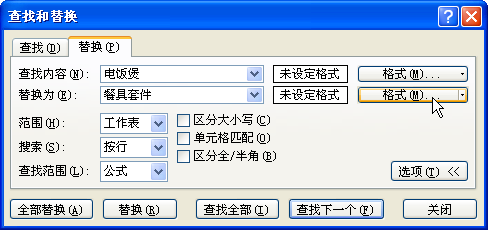 查找和替换
查找(D) 替换(P)
查找内容(N): 电饭煲 未设定格式 格式(M)...
替换为(E): 餐具套件 未设定格式 格式(M)...
范围(H): 工作表 区分大小写(C)
搜索(S): 按行 单元格匹配(O)
查找范围(L): 公式 区分全/半角(B)
选项(T) <<
全部替换(A) 替换(R) 查找全部(I) 查找下一个(F) 关闭